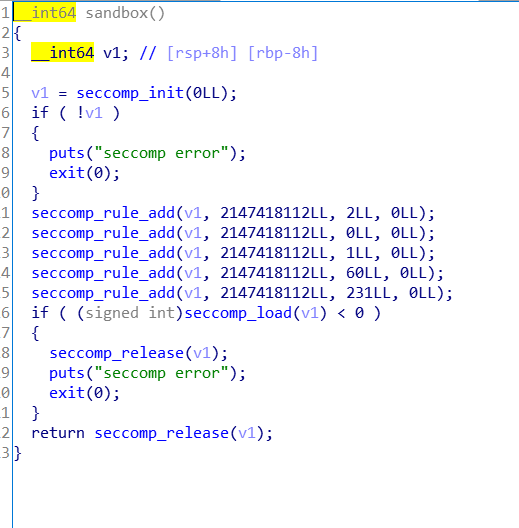 1 __int64 sandbox()
2 {
3   __int64 v1; // [rsp+8h] [rbp-8h]
4
5   v1 = seccomp_init(0LL);
6   if ( !v1 )
7   {
8     puts("seccomp error");
9     exit(0);
0   }
1   seccomp_rule_add(v1, 2147418112LL, 2LL, 0LL);
2   seccomp_rule_add(v1, 2147418112LL, 0LL, 0LL);
3   seccomp_rule_add(v1, 2147418112LL, 1LL, 0LL);
4   seccomp_rule_add(v1, 2147418112LL, 60LL, 0LL);
5   seccomp_rule_add(v1, 2147418112LL, 231LL, 0LL);
6   if ( (signed int)seccomp_load(v1) < 0 )
7   {
8     seccomp_release(v1);
9     puts("seccomp error");
0     exit(0);
1   }
2   return seccomp_release(v1);
3 }